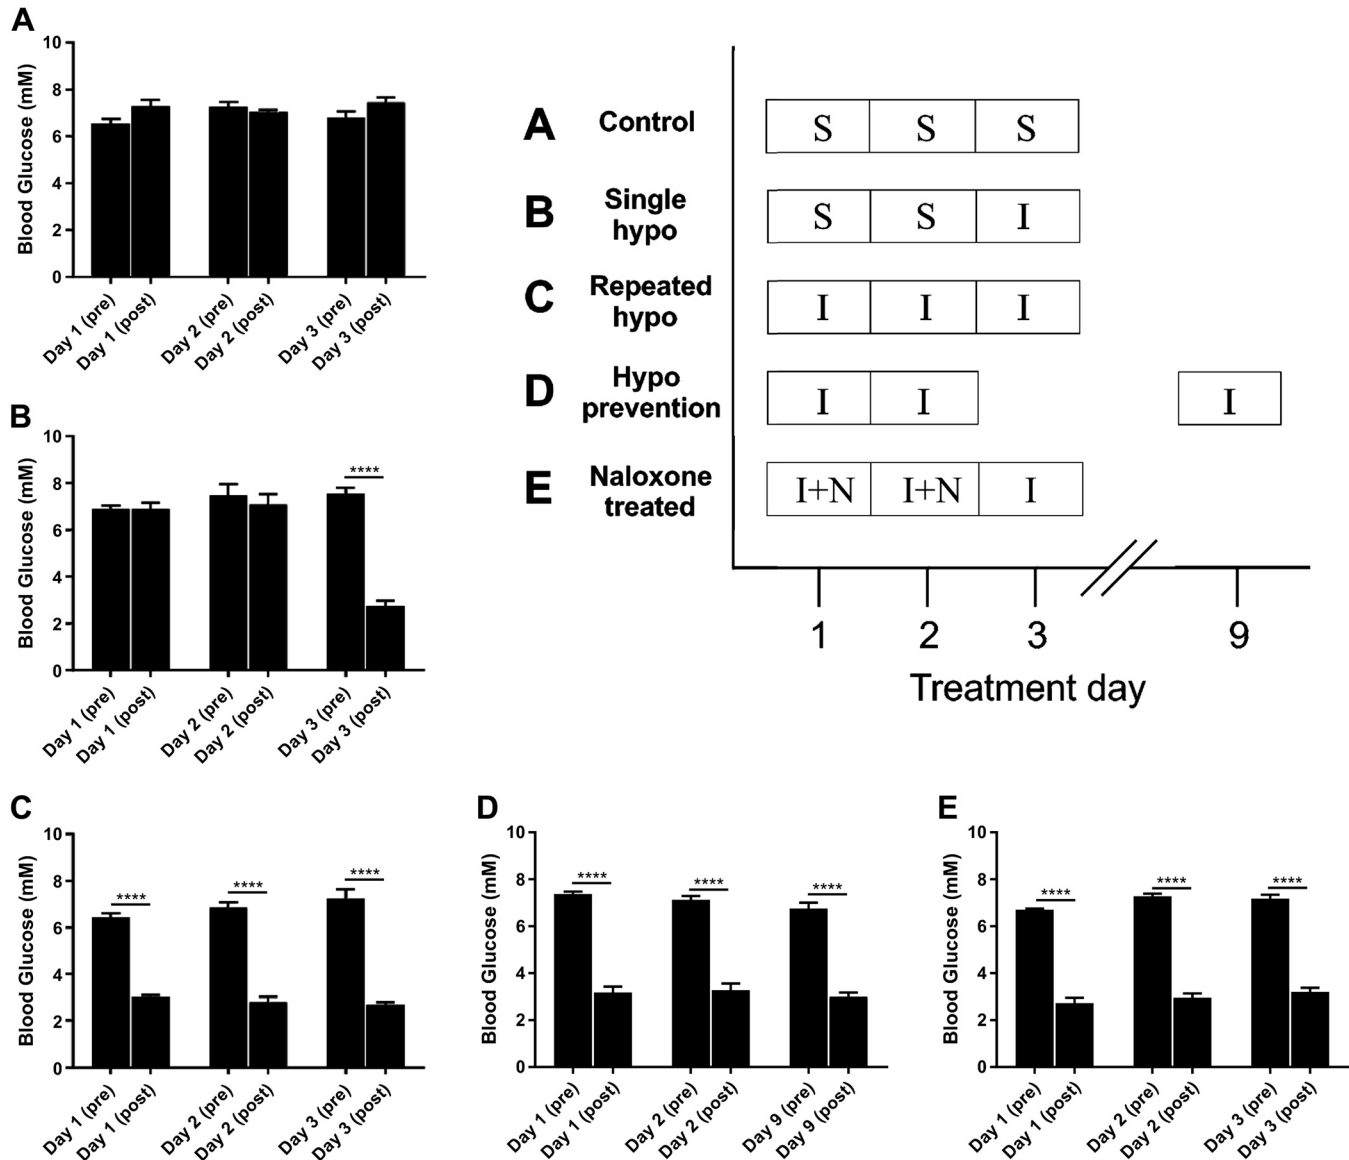 A
Blood Glucose (mM)
10
8
6
4
2
0
Day 1 (pre)
Day 1 (post)
Day 2 (pre)
Day 2 (post)
Day 3 (pre)
Day 3 (post)
B
Blood Glucose (mM)
10
8
6
4
2
0
****
Day 1 (pre)
Day 1 (post)
Day 2 (pre)
Day 2 (post)
Day 3 (pre)
Day 3 (post)
A Control S S S
B Single
hypo S S I
C Repeated
hypo I I I
D Hypo
prevention I I I
E Naloxone
treated I+N I+N I
1 2 3 9
Treatment day
C
Blood Glucose (mM)
10
8
6
4
2
0
**** **** ****
Day 1 (pre)
Day 1 (post)
Day 2 (pre)
Day 2 (post)
Day 3 (pre)
Day 3 (post)
D
Blood Glucose (mM)
10
8
6
4
2
0
**** **** ****
Day 1 (pre)
Day 1 (post)
Day 2 (pre)
Day 2 (post)
Day 9 (pre)
Day 9 (post)
E
Blood Glucose (mM)
10
8
6
4
2
0
**** **** ****
Day 1 (pre)
Day 1 (post)
Day 2 (pre)
Day 2 (post)
Day 3 (pre)
Day 3 (post)